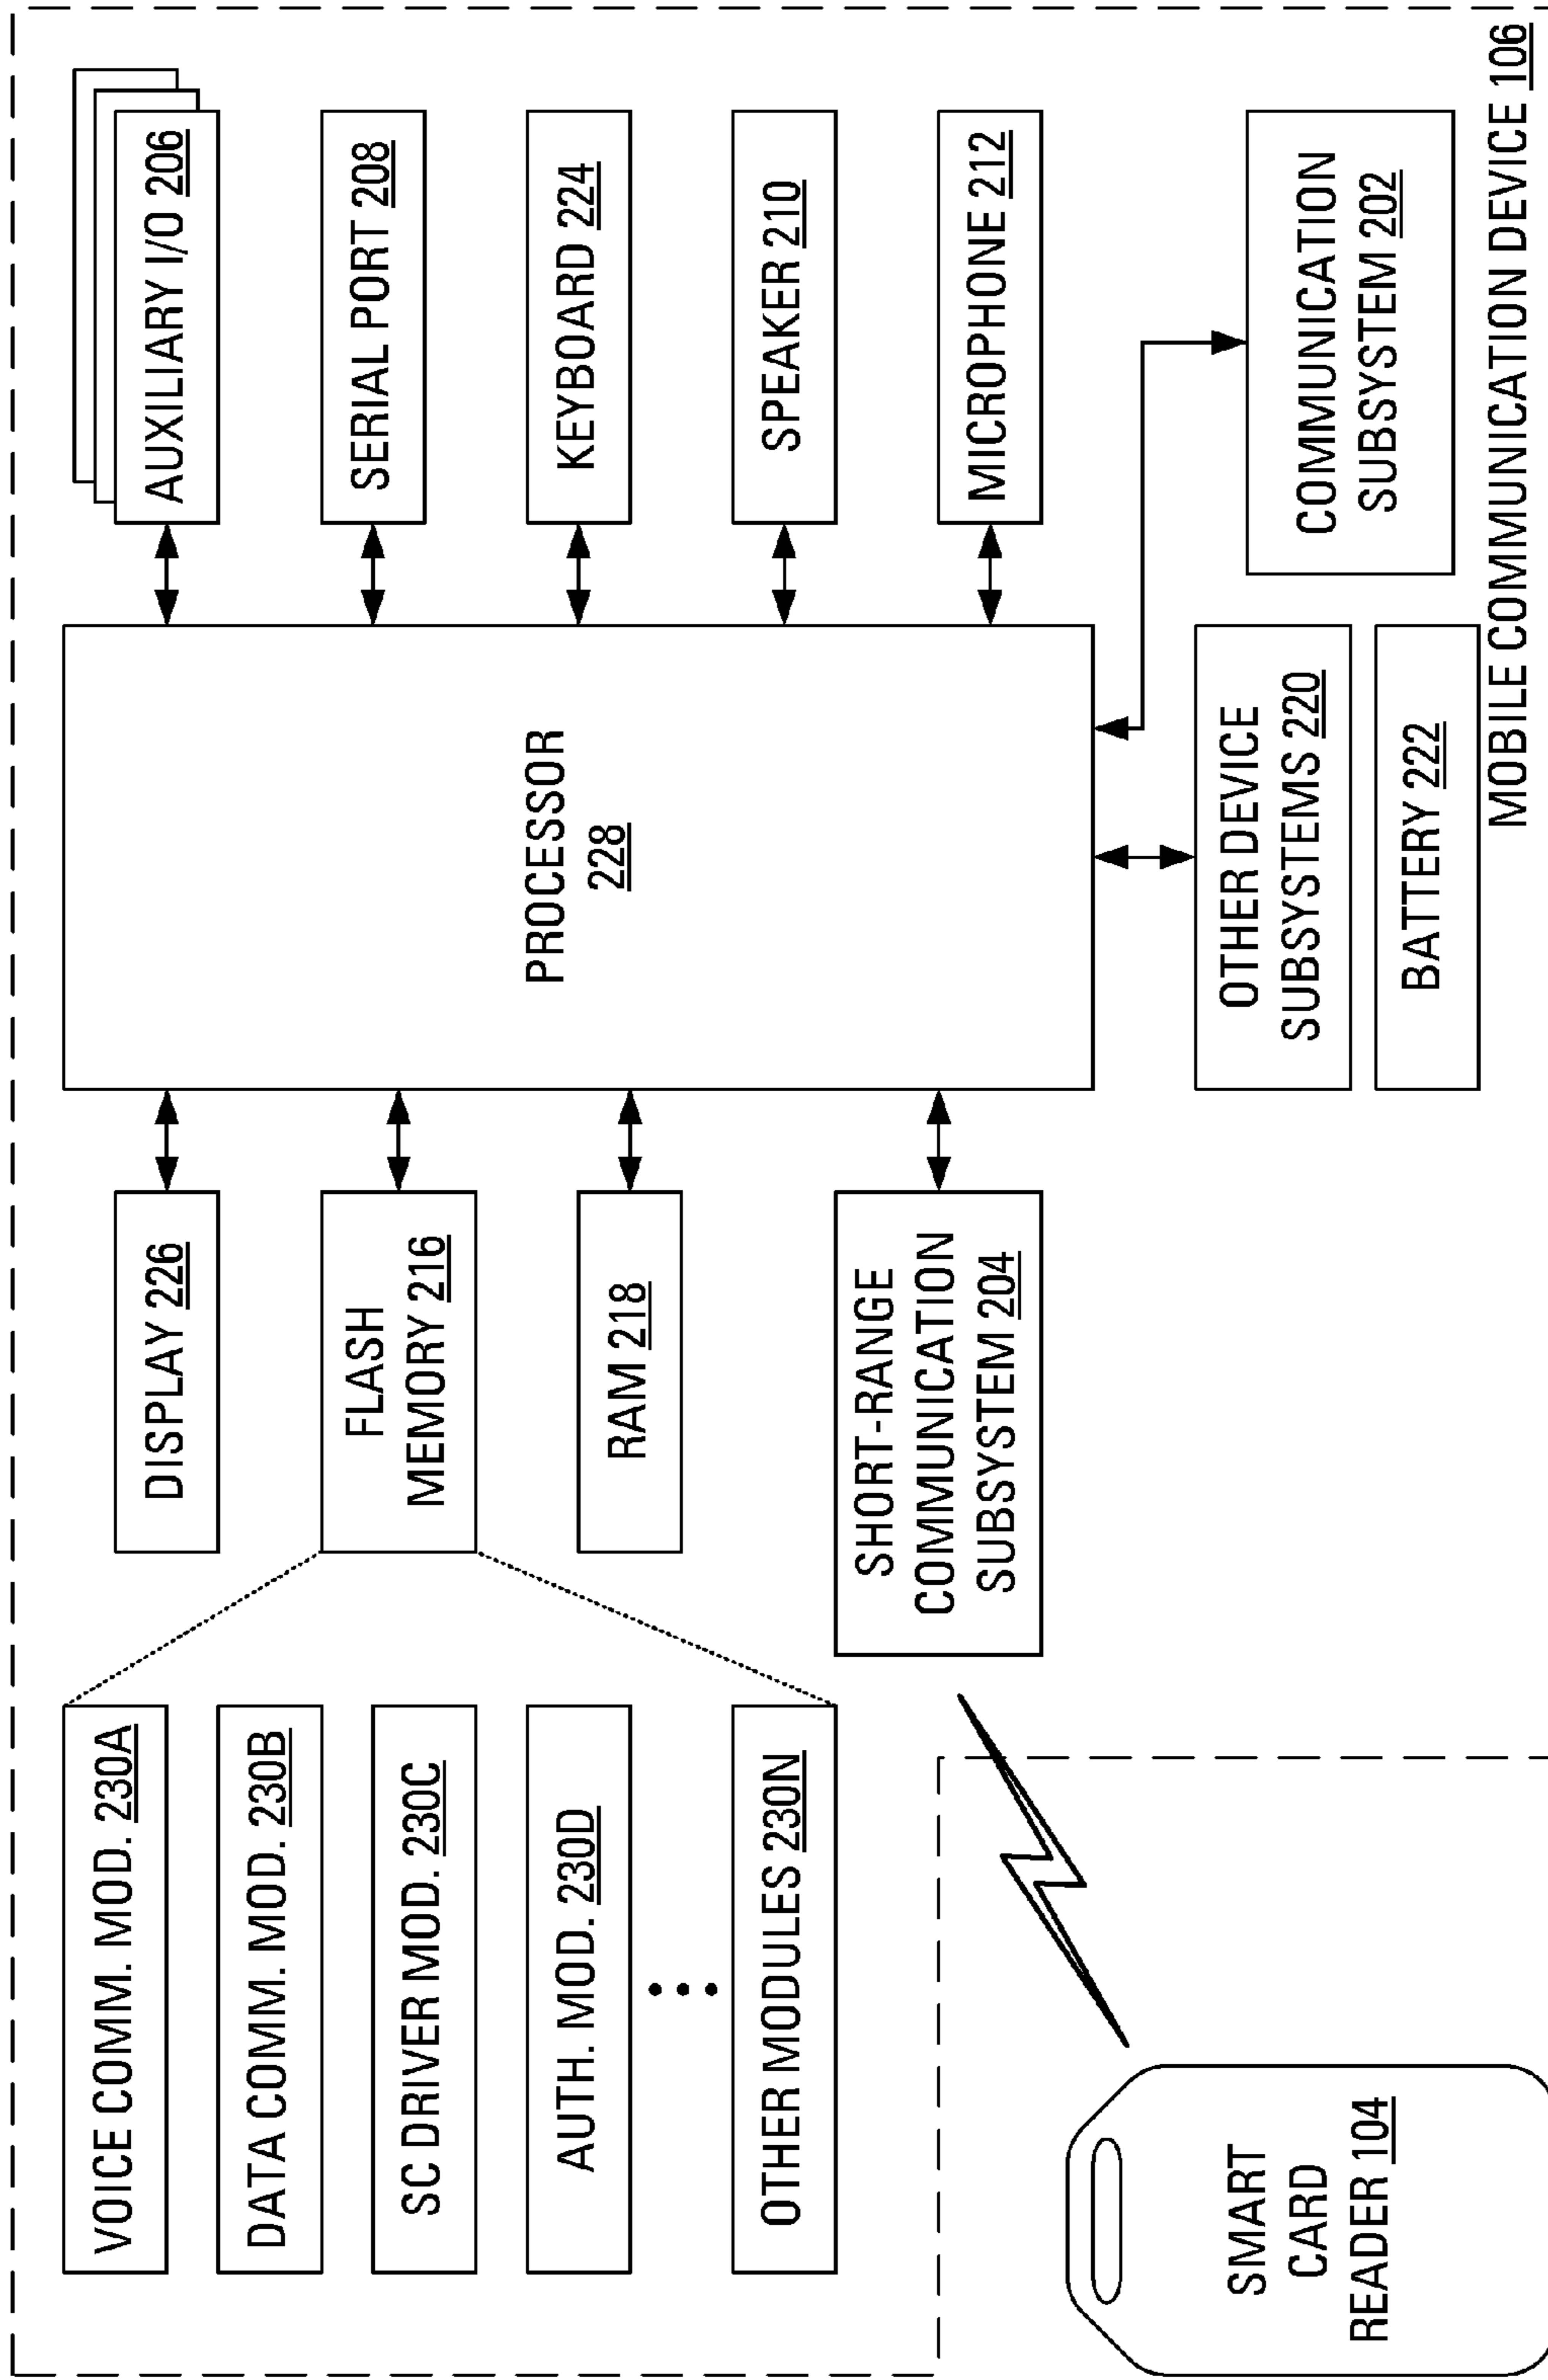 VOICE COMM. MOD. 230A
DATA COMM. MOD. 230B
SC DRIVER MOD. 230C
AUTH. MOD. 230D
OTHER MODULES 230N
SMART
CARD
READER 104
DISPLAY 226
FLASH
MEMORY 216
RAM 218
SHORT-RANGE
COMMUNICATION
SUBSYSTEM 204
PROCESSOR
228
OTHER DEVICE
SUBSYSTEMS 220
BATTERY 222
AUXILIARY I/O 206
SERIAL PORT 208
KEYBOARD 224
SPEAKER 210
MICROPHONE 212
COMMUNICATION
SUBSYSTEM 202
MOBILE COMMUNICATION DEVICE 106